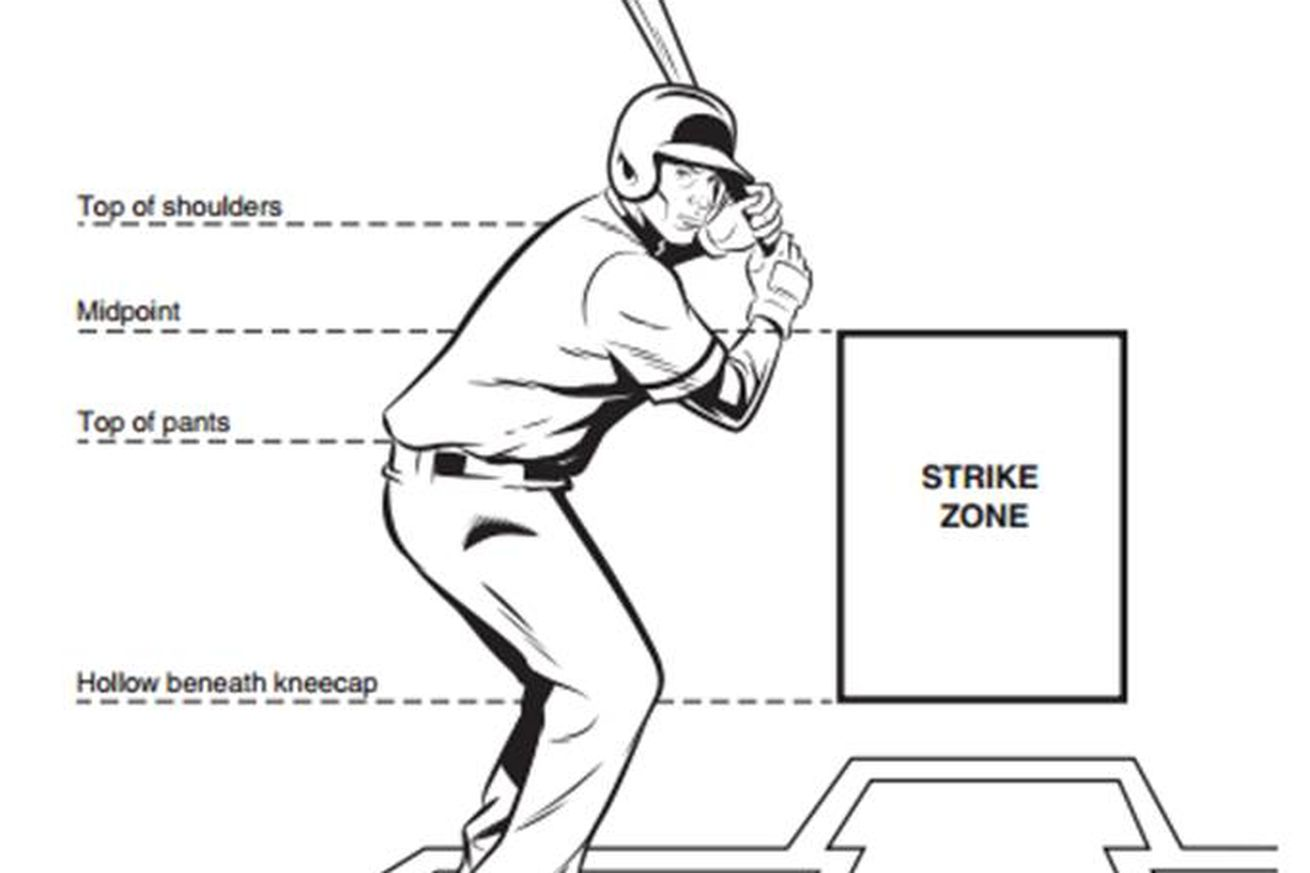 Top of shoulders
Midpoint
Top of pants
STRIKE
ZONE
Hollow beneath kneecap